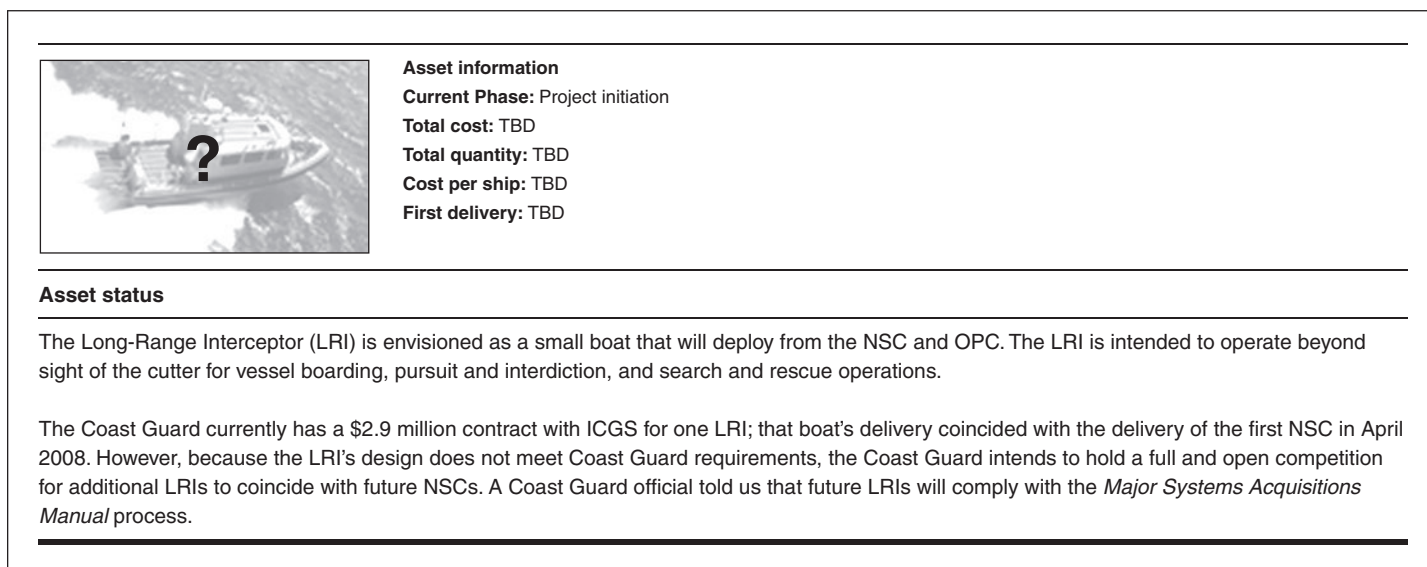 Asset information
Current Phase: Project initiation
Total cost: TBD
Total quantity: TBD
Cost per ship: TBD
First delivery: TBD
?
Asset status
The Long-Range Interceptor (LRI) is envisioned as a small boat that will deploy from the NSC and OPC. The LRI is intended to operate beyond
sight of the cutter for vessel boarding, pursuit and interdiction, and search and rescue operations.
The Coast Guard currently has a $2.9 million contract with ICGS for one LRI; that boat's delivery coincided with the delivery of the first NSC in April
2008. However, because the LRI's design does not meet Coast Guard requirements, the Coast Guard intends to hold a full and open competition
for additional LRIs to coincide with future NSCs. A Coast Guard official told us that future LRIs will comply with the Major Systems Acquisitions
Manual process.